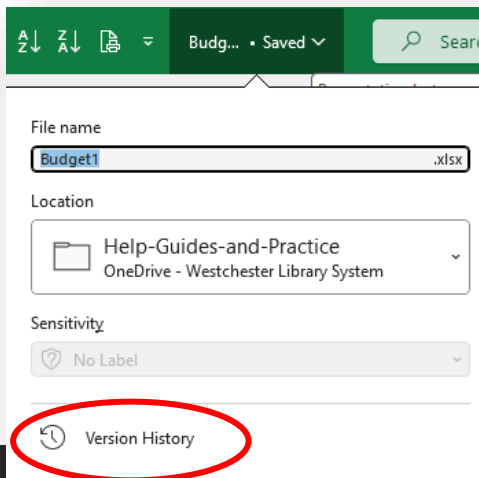 A Z Z A Budg... • Saved Sear
File name
Budget1 .xlsx
Location
Help-Guides-and-Practice
OneDrive - Westchester Library System
Sensitivity
No Label
Version History